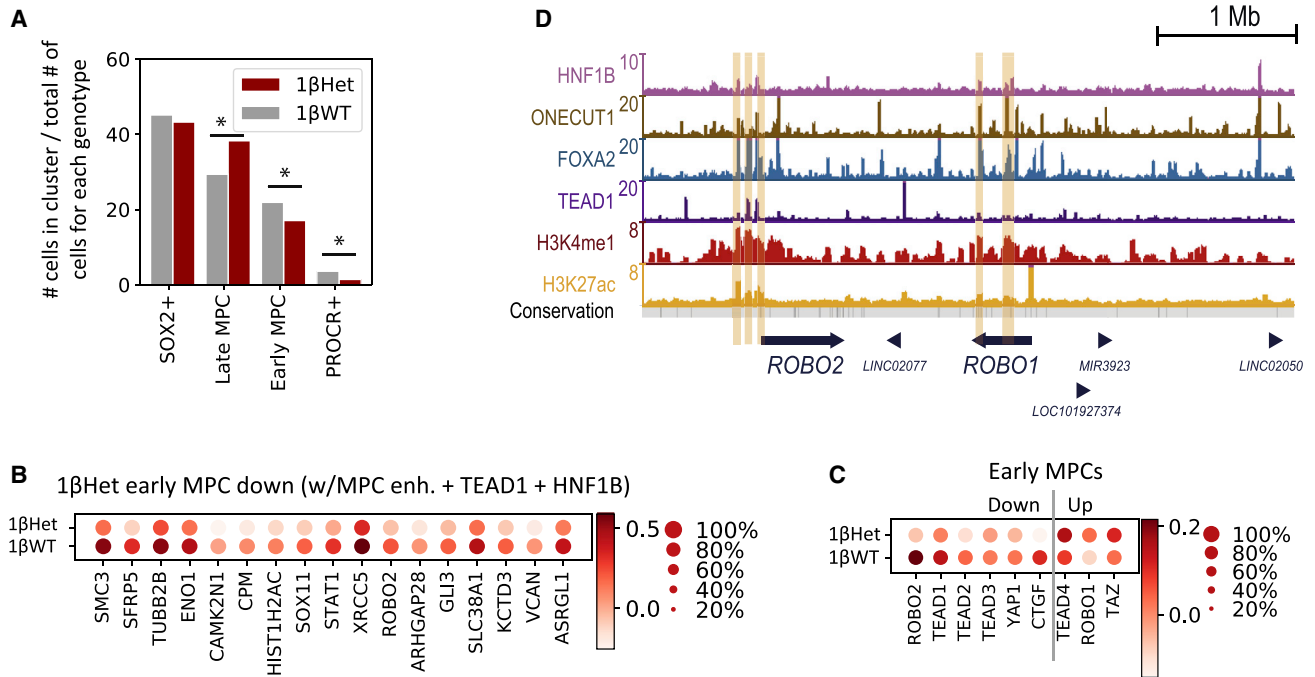 A
# cells in cluster / total # of
cells for each genotype
60
40
20
0
1βHet
1βWT
*
*
*
SOX2+
Late MPC
Early MPC
PROCR+
D
1 Mb
HNF1B 10
ONECUT1 20
FOXA2 20
TEAD1 20
H3K4me1 8
H3K27ac 8
Conservation
ROBO2
LINC02077
ROBO1
MIR3923
LINC02050
LOC101927374
B
1βHet early MPC down (w/MPC enh. + TEAD1 + HNF1B)
1βHet
1βWT
SMC3
SFRP5
TUBB2B
ENO1
CAMK2N1
CPM
HIST1H2AC
SOX11
STAT1
XRCC5
ROBO2
ARHGAP28
GLI3
SLC38A1
KCTD3
VCAN
ASRGL1
0.5
0.0
100%
80%
60%
40%
20%
C
Early MPCs
Down Up
1βHet
1βWT
ROBO2
TEAD1
TEAD2
TEAD3
YAP1
CTGF
TEAD4
ROBO1
TAZ
0.2
0.0
100%
80%
60%
40%
20%